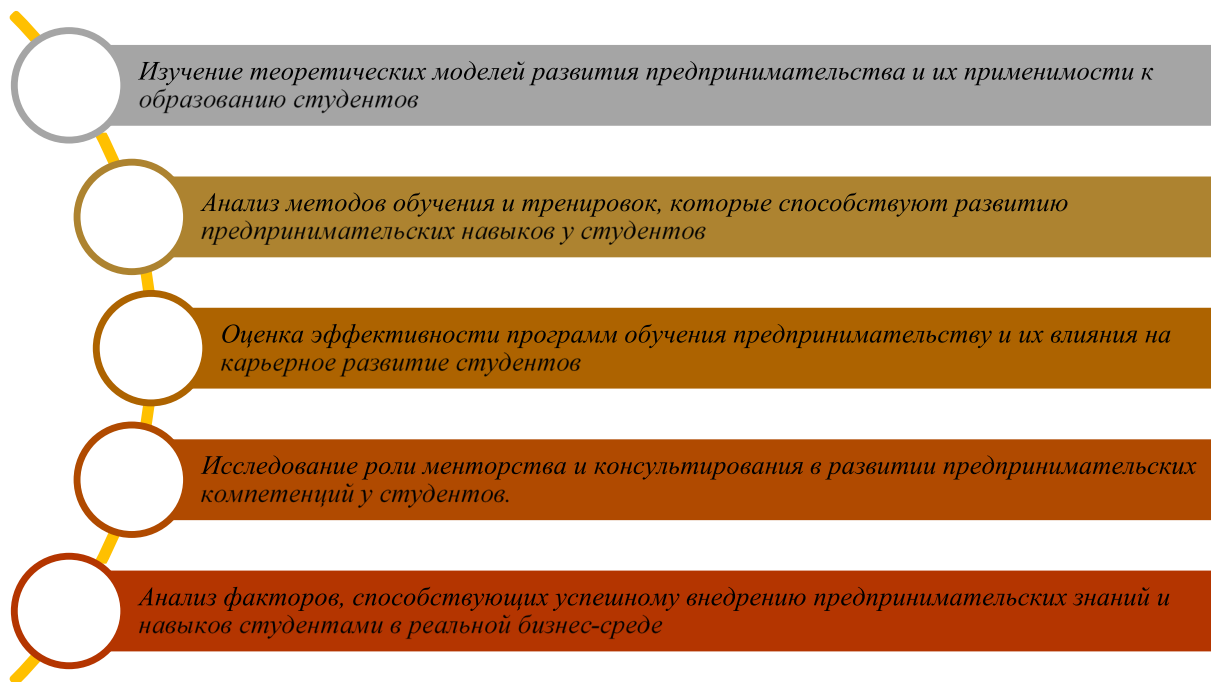 Изучение теоретических моделей развития предпринимательства и их применимости к
образованию студентов
Анализ методов обучения и тренировок, которые способствуют развитию
предпринимательских навыков у студентов
Оценка эффективности программ обучения предпринимательству и их влияния на
карьерное развитие студентов
Исследование роли менторства и консультирования в развитии предпринимательских
компетенций у студентов.
Анализ факторов, способствующих успешному внедрению предпринимательских знаний и
навыков студентами в реальной бизнес-среде